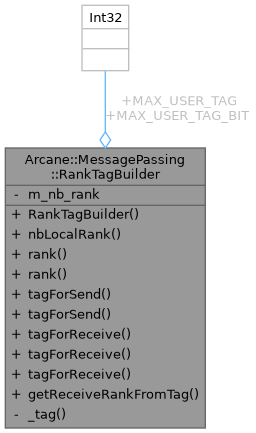 Int32
+MAX_USER_TAG
+MAX_USER_TAG_BIT
Arcane::MessagePassing
::RankTagBuilder
- m_nb_rank
+ RankTagBuilder()
+ nbLocalRank()
+ rank()
+ rank()
+ tagForSend()
+ tagForSend()
+ tagForReceive()
+ tagForReceive()
+ tagForReceive()
+ getReceiveRankFromTag()
- _tag()